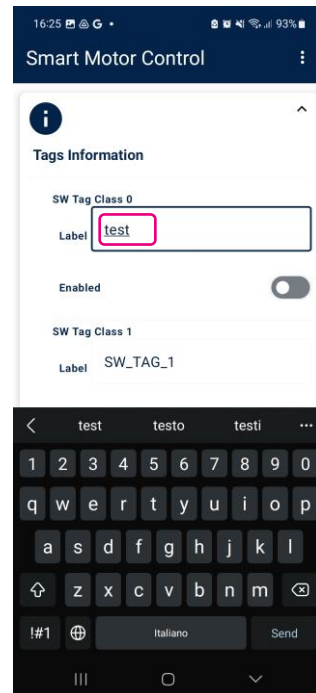 16:25 G • 93%
Smart Motor Control
Tags Information
SW Tag Class 0
Label test
Enabled
SW Tag Class 1
Label SW_TAG_1
test testo testi ...
1 2 3 4 5 6 7 8 9 0
q w e r t y u i o p
a s d f g h j k l
z x c v b n m
!#1 Italiano Send